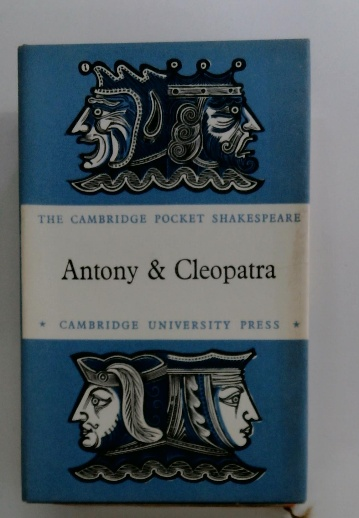 THE CAMBRIDGE POCKET SHAKESPEARE
Antony & Cleopatra
* CAMBRIDGE UNIVERSITY PRESS *